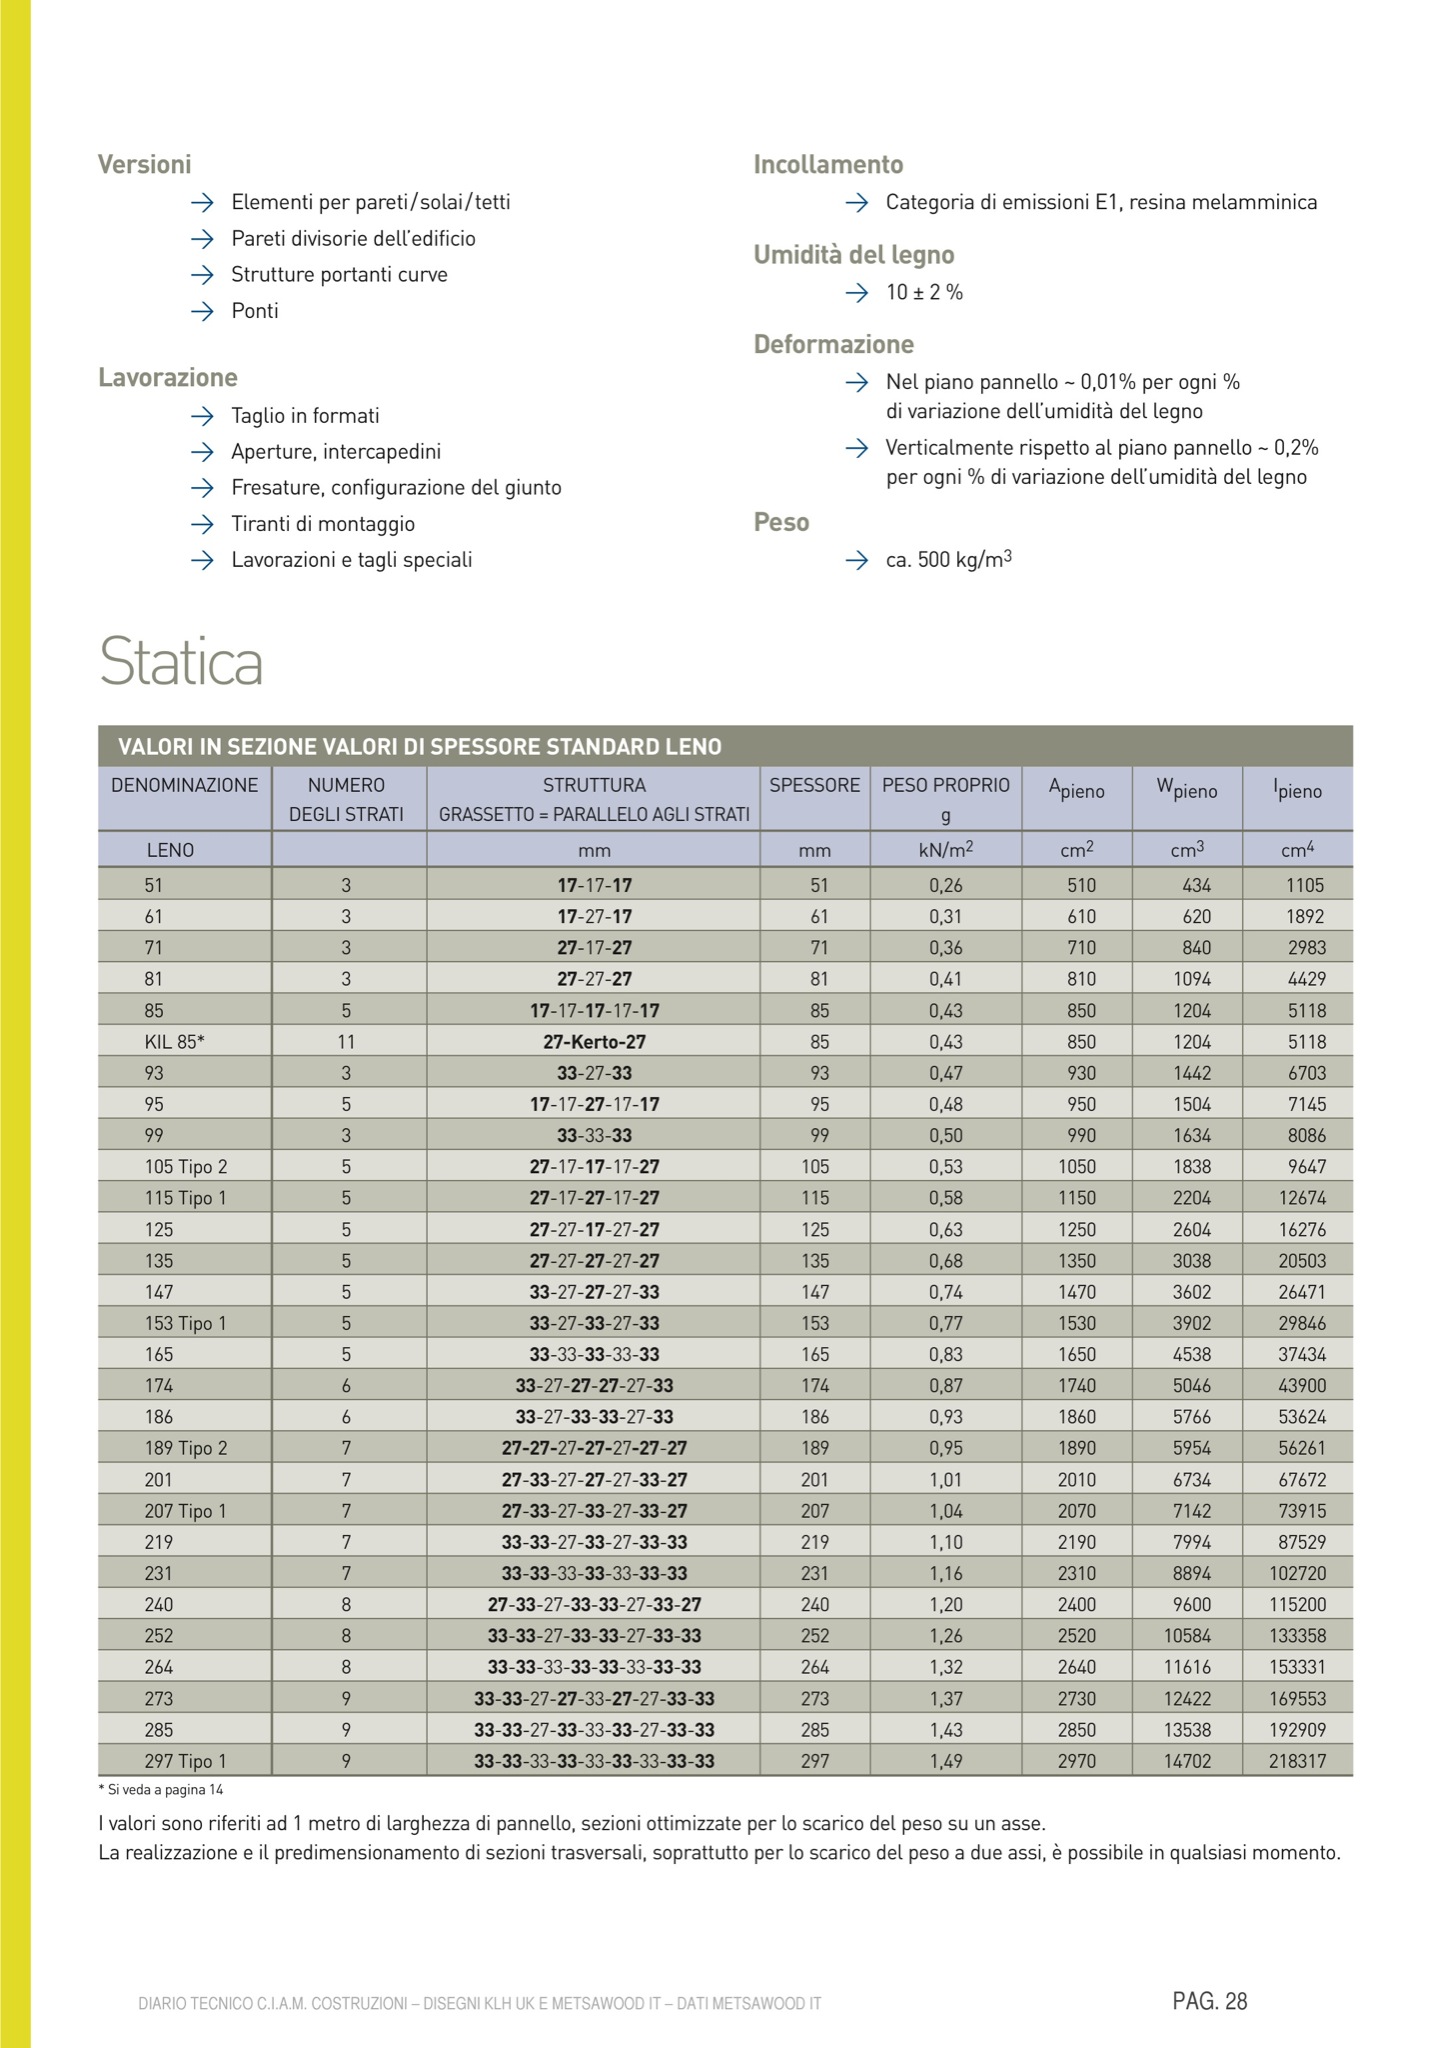 Versioni
→ Elementi per pareti/solai/tetti
→ Pareti divisorie dell'edificio
→ Strutture portanti curve
→ Ponti
Lavorazione
→ Taglio in formati
→ Aperture, intercapedini
→ Fresature, configurazione del giunto
→ Tiranti di montaggio
→ Lavorazioni e tagli speciali
Incollamento
→ Categoria di emissioni E1, resina melamminica
Umidità del legno
→ 10 ± 2 %
Deformazione
→ Nel piano pannello ~ 0,01% per ogni %
di variazione dell'umidità del legno
→ Verticalmente rispetto al piano pannello ~ 0,2%
per ogni % di variazione dell'umidità del legno
Peso
→ ca. 500 kg/m3
Statica
VALORI IN SEZIONE VALORI DI SPESSORE STANDARD LENO
DENOMINAZIONE NUMERO STRUTTURA SPESSORE PESO PROPRIO Apieno Wpieno Ipieno
DEGLI STRATI GRASSETTO = PARALLELO AGLI STRATI g
LENO mm mm kN/m2 cm2 cm3 cm4
51 3 17-17-17 51 0,26 510 434 1105
61 3 17-27-17 61 0,31 610 620 1892
71 3 27-17-27 71 0,36 710 840 2983
81 3 27-27-27 81 0,41 810 1094 4429
85 5 17-17-17-17-17 85 0,43 850 1204 5118
KIL 85* 11 27-Kerto-27 85 0,43 850 1204 5118
93 3 33-27-33 93 0,47 930 1442 6703
95 5 17-17-27-17-17 95 0,48 950 1504 7145
99 3 33-33-33 99 0,50 990 1634 8086
105 Tipo 2 5 27-17-17-17-27 105 0,53 1050 1838 9647
115 Tipo 1 5 27-17-27-17-27 115 0,58 1150 2204 12674
125 5 27-27-17-27-27 125 0,63 1250 2604 16276
135 5 27-27-27-27-27 135 0,68 1350 3038 20503
147 5 33-27-27-27-33 147 0,74 1470 3602 26471
153 Tipo 1 5 33-27-33-27-33 153 0,77 1530 3902 29846
165 5 33-33-33-33-33 165 0,83 1650 4538 37434
174 6 33-27-27-27-27-33 174 0,87 1740 5046 43900
186 6 33-27-33-33-27-33 186 0,93 1860 5766 53624
189 Tipo 2 7 27-27-27-27-27-27-27 189 0,95 1890 5954 56261
201 7 27-33-27-27-27-33-27 201 1,01 2010 6734 67672
207 Tipo 1 7 27-33-27-33-27-33-27 207 1,04 2070 7142 73915
219 7 33-33-27-33-27-33-33 219 1,10 2190 7994 87529
231 7 33-33-33-33-33-33-33 231 1,16 2310 8894 102720
240 8 27-33-27-33-33-27-33-27 240 1,20 2400 9600 115200
252 8 33-33-27-33-33-27-33-33 252 1,26 2520 10584 133358
264 8 33-33-33-33-33-33-33-33 264 1,32 2640 11616 153331
273 9 33-33-27-27-33-27-27-33-33 273 1,37 2730 12422 169553
285 9 33-33-27-33-33-33-27-33-33 285 1,43 2850 13538 192909
297 Tipo 1 9 33-33-33-33-33-33-33-33-33 297 1,49 2970 14702 218317
* Si veda a pagina 14
I valori sono riferiti ad 1 metro di larghezza di pannello, sezioni ottimizzate per lo scarico del peso su un asse.
La realizzazione e il predimensionamento di sezioni trasversali, soprattutto per lo scarico del peso a due assi, è possibile in qualsiasi momento.
DIARIO TECNICO C.I.A.M. COSTRUZIONI – DISEGNI KLH UK E METSAWOOD IT – DATI METSAWOOD IT
PAG. 28